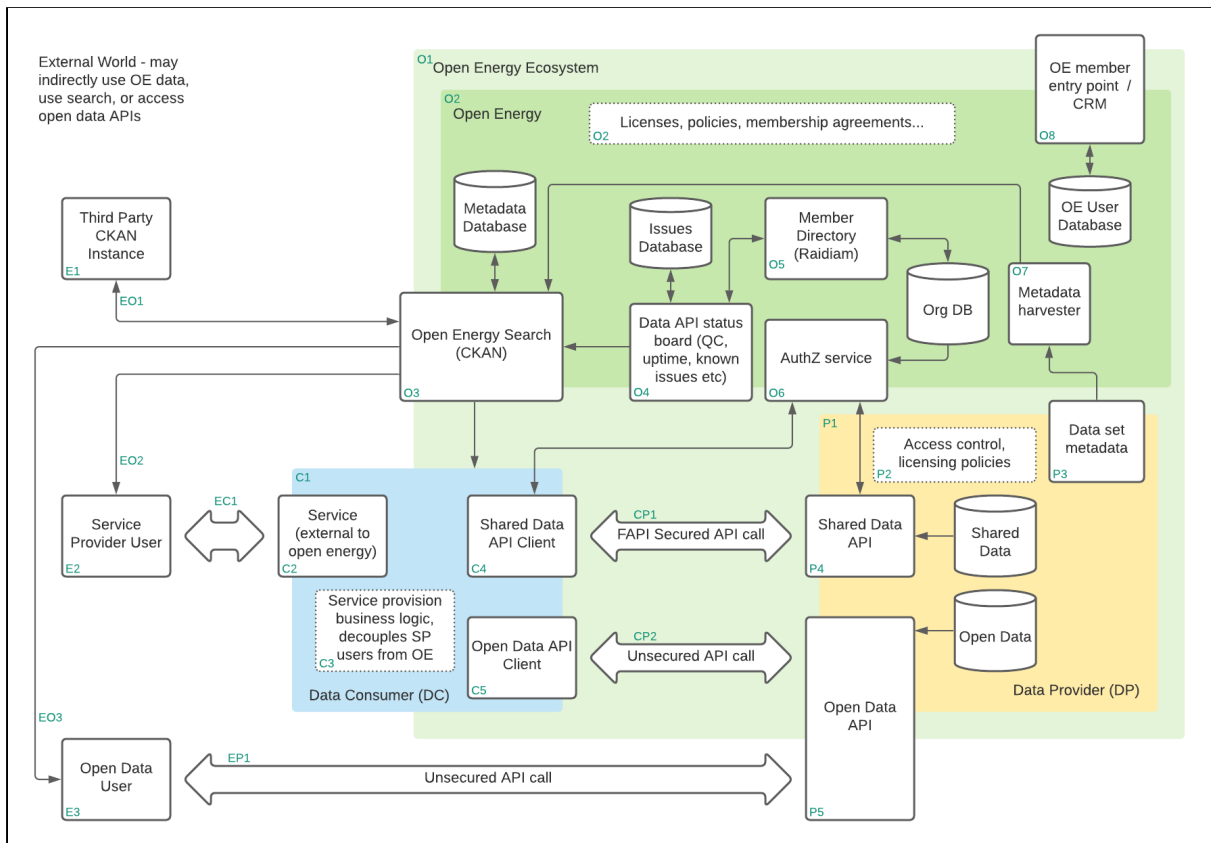 External World - may
indirectly use OE data,
use search, or access
open data APIs
O1
Open Energy Ecosystem
O2
Open Energy
Licenses, policies, membership agreements...
O2
OE member
entry point /
CRM
O8
Metadata
Database
Issues
Database
Member
Directory
(Raidiam)
O5
OE User
Database
Third Party
CKAN
Instance
E1
EO1
Org DB
O7
Metadata
harvester
Open Energy Search
(CKAN)
O3
Data API status
board (QC,
uptime, known
issues etc)
O4
AuthZ service
O6
P1
Access control,
licensing policies
P2
Data set
metadata
P3
EO2
C1
EC1
Service
Provider User
E2
Service
(external to
open energy)
C2
Shared Data
API Client
C4
CP1
FAPI Secured API call
Shared Data
API
P4
Shared
Data
Service provision
business logic,
decouples SP
users from OE
C3
Open Data API
Client
C5
CP2
Unsecured API call
Open Data
Data Consumer (DC)
Data Provider (DP)
Open Data
API
P5
EO3
Open Data
User
E3
EP1
Unsecured API call